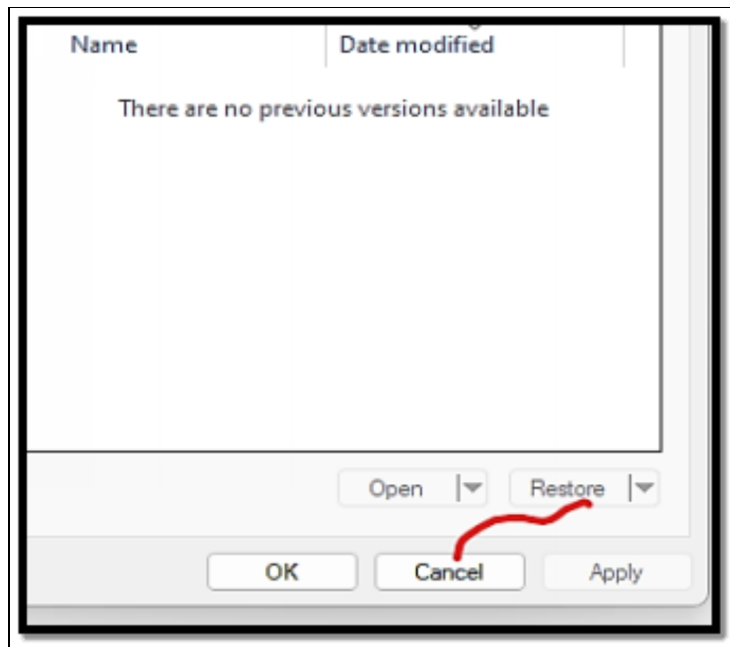 Name Date modified
There are no previous versions available
Open Restore
OK Cancel Apply